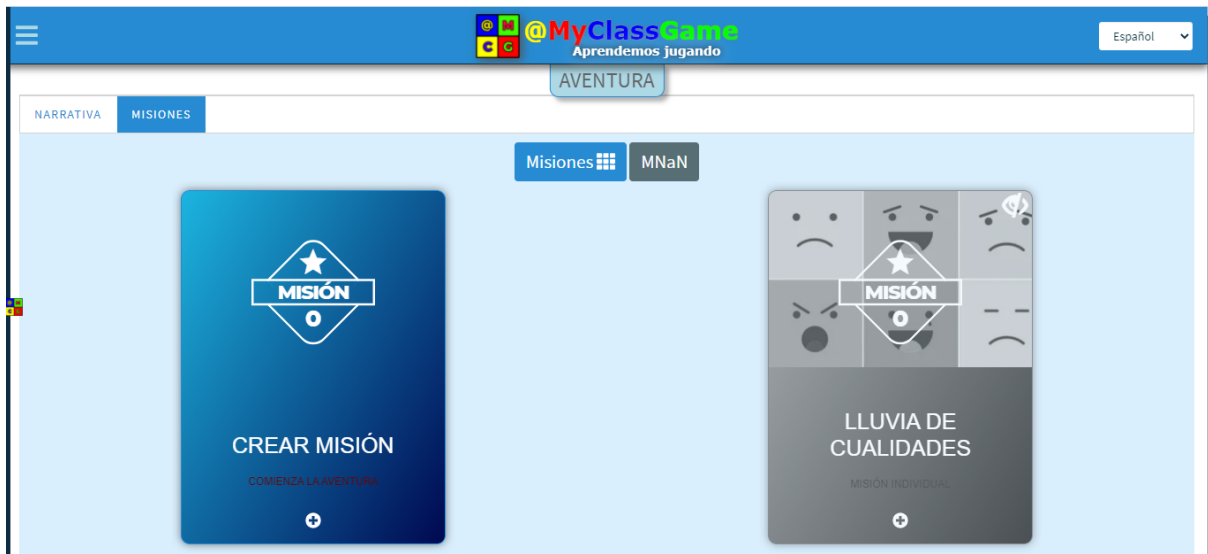 @ M
C G
@MyClassGame
Aprendemos jugando
Español
AVENTURA
NARRATIVA
MISIONES
Misiones
MNaN
MISIÓN
0
CREAR MISIÓN
COMIENZA LA AVENTURA
MISIÓN
0
LLUVIA DE
CUALIDADES
MISIÓN INDIVIDUAL
@ M
C G